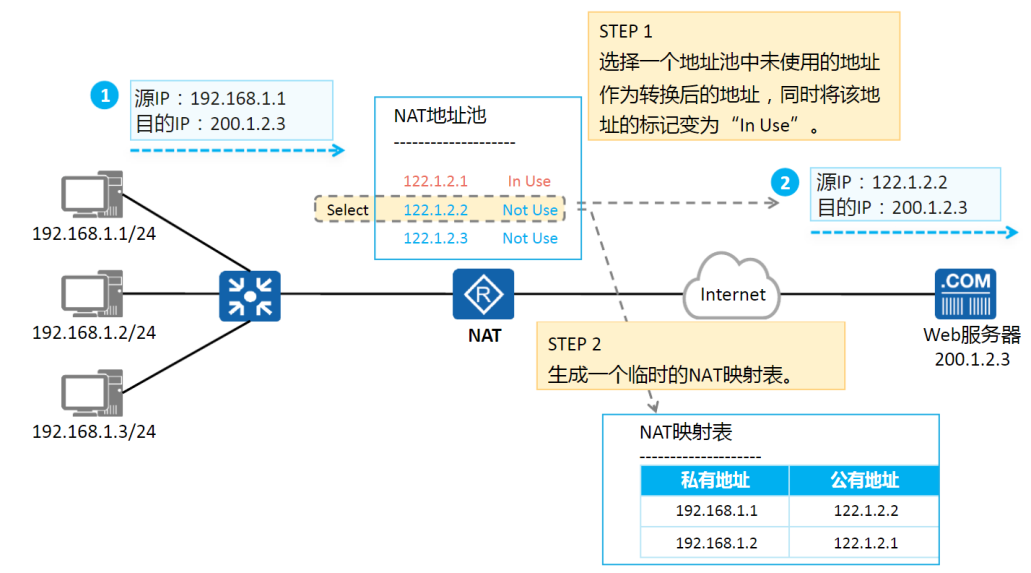 STEP 1
选择一个地址池中未使用的地址
作为转换后的地址，同时将该地
址的标记变为“In Use”。
1
源IP：192.168.1.1
目的IP：200.1.2.3
NAT地址池
--------------------
122.1.2.1 In Use
Select 122.1.2.2 Not Use
122.1.2.3 Not Use
2
源IP：122.1.2.2
目的IP：200.1.2.3
192.168.1.1/24
192.168.1.2/24
192.168.1.3/24
R
NAT
Internet
.COM
Web服务器
200.1.2.3
STEP 2
生成一个临时的NAT映射表。
NAT映射表
--------------------
私有地址 公有地址
192.168.1.1 122.1.2.2
192.168.1.2 122.1.2.1